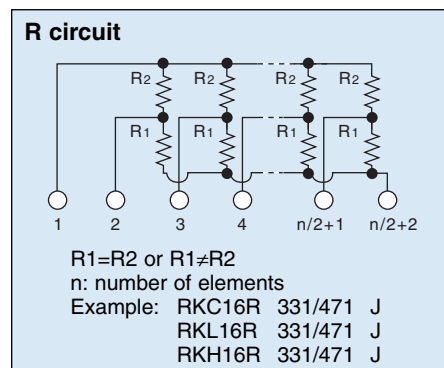 R circuit
R2 R2 R2 R2
R1 R1 R1 R1
1 2 3 4 n/2+1 n/2+2
R1=R2 or R1≠R2
n: number of elements
Example: RKC16R 331/471 J
RKL16R 331/471 J
RKH16R 331/471 J